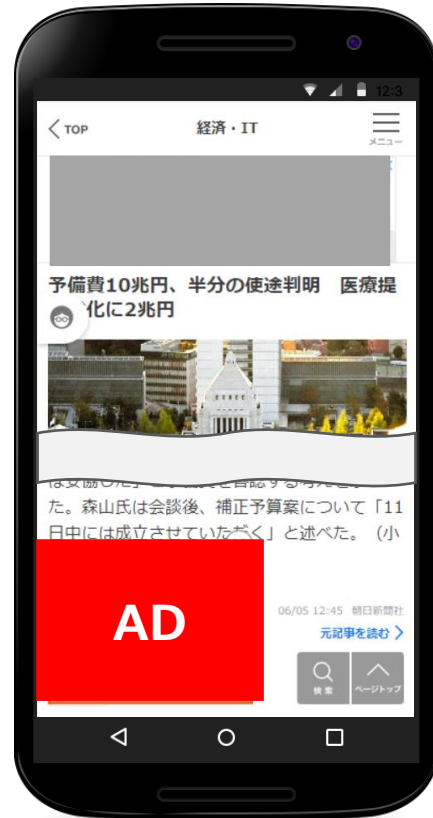 12:3
TOP
経済・IT
メニュー
予備費10兆円、半分の使途判明 医療提
化に2兆円
た。森山氏は会談後、補正予算案について「11
日中には成立させていただく」と述べた。(小
AD
06/05 12:45 朝日新聞社
元記事を読む
検索
ページトップ